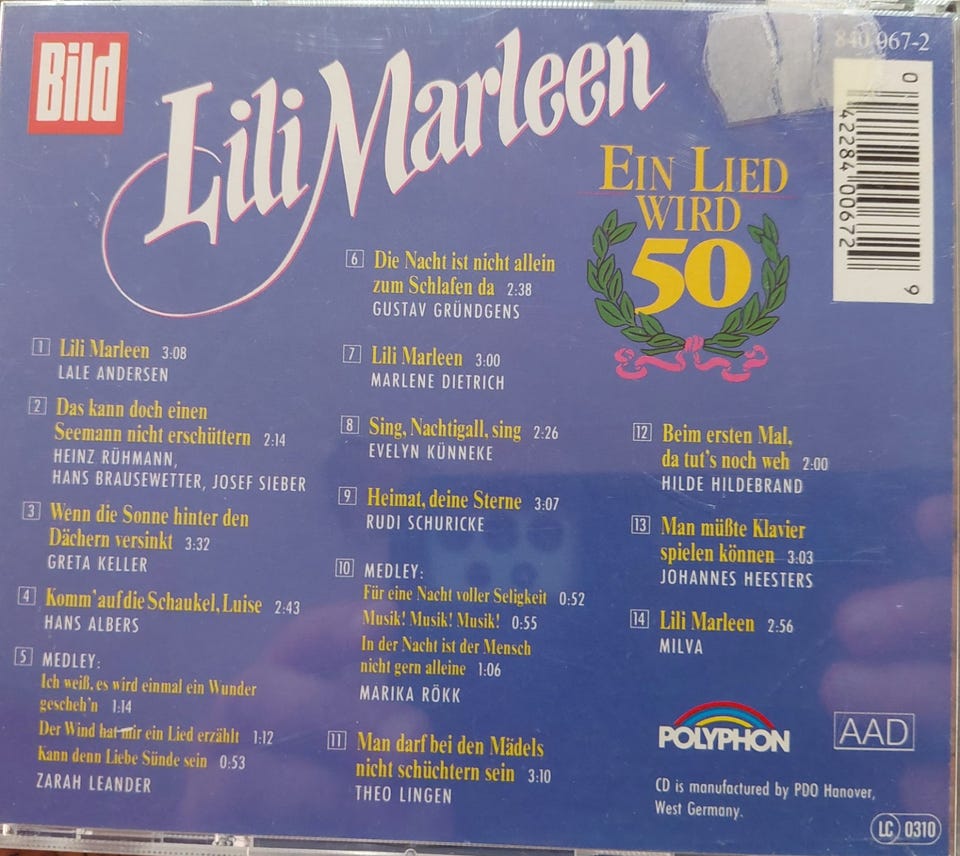 Bild
Lili Marleen
840 967-2
0 42284 00672 9
EIN LIED
WIRD
50
1 Lili Marleen 3:08
LALE ANDERSEN
2 Das kann doch einen
Seemann nicht erschüttern 2:14
HEINZ RÜHMANN,
HANS BRAUSEWETTER, JOSEF SIEBER
3 Wenn die Sonne hinter den
Dächern versinkt 3:32
GRETA KELLER
4 Komm' auf die Schaukel, Luise 2:43
HANS ALBERS
5 MEDLEY:
Ich weiß, es wird einmal ein Wunder
gescheh'n 1:14
Der Wind hat mir ein Lied erzählt 1:12
Kann denn Liebe Sünde sein 0:53
ZARAH LEANDER
6 Die Nacht ist nicht allein
zum Schlafen da 2:38
GUSTAV GRÜNDGENS
7 Lili Marleen 3:00
MARLENE DIETRICH
8 Sing, Nachtigall, sing 2:26
EVELYN KÜNNEKE
9 Heimat, deine Sterne 3:07
RUDI SCHURICKE
10 MEDLEY:
Für eine Nacht voller Seligkeit 0:52
Musik! Musik! Musik! 0:55
In der Nacht ist der Mensch
nicht gern alleine 1:06
MARIKA RÖKK
11 Man darf bei den Mädels
nicht schüchtern sein 3:10
THEO LINGEN
12 Beim ersten Mal,
da tut's noch weh 2:00
HILDE HILDEBRAND
13 Man müßte Klavier
spielen können 3:03
JOHANNES HEESTERS
14 Lili Marleen 2:56
MILVA
POLYPHON
AAD
CD is manufactured by PDO Hanover,
West Germany.
LC 0310